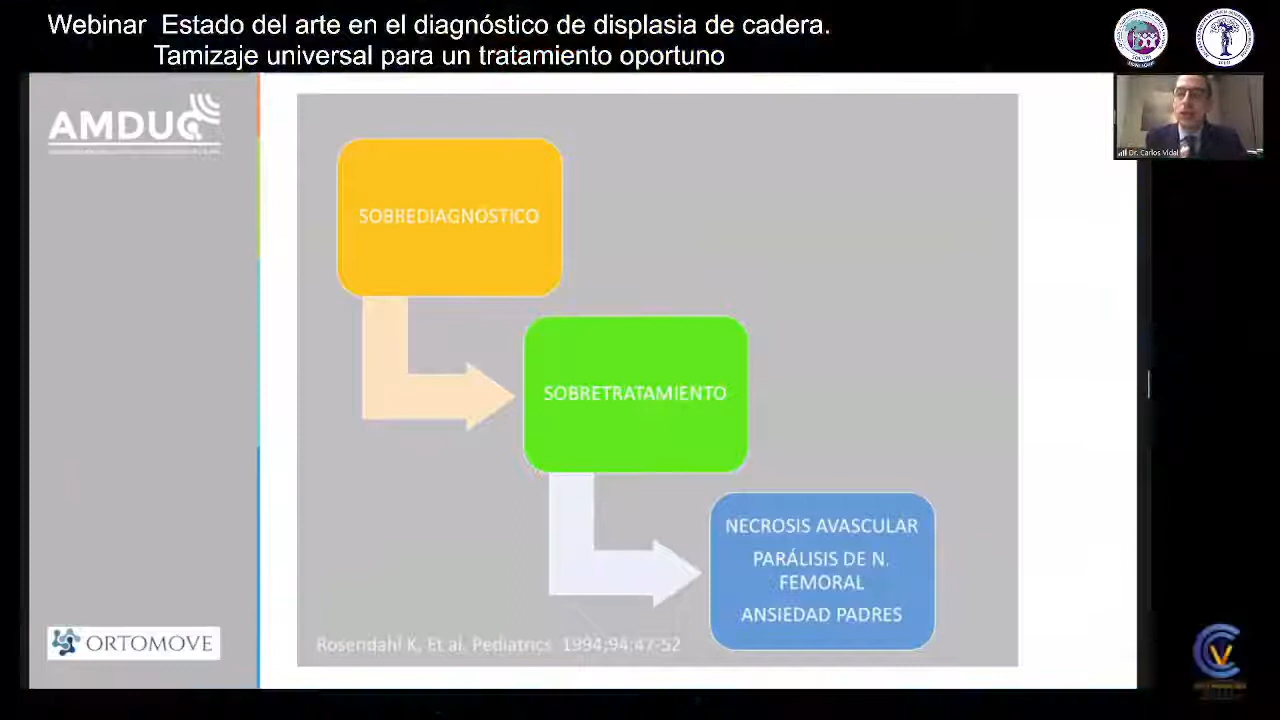 Webinar Estado del arte en el diagnóstico de displasia de cadera.
Tamizaje universal para un tratamiento oportuno
AMDUC
Dr. Carlos Vidal
SOBREDIAGNÓSTICO
SOBRETRATAMIENTO
NECROSIS AVASCULAR
PARÁLISIS DE N.
FEMORAL
ANSIEDAD PADRES
Rosendahl K, Et al. Pediatrics 1994;94:47-52
ORTOMOVE